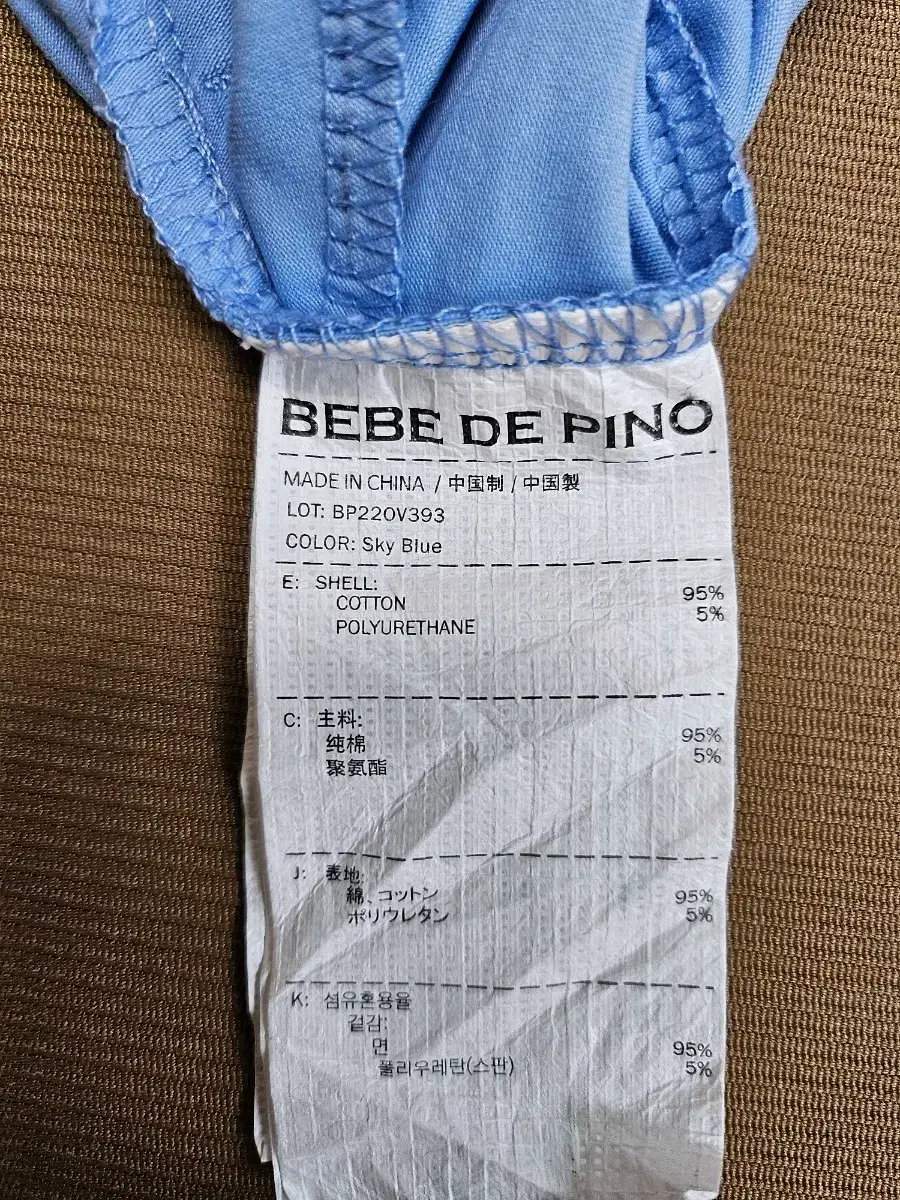 BEBE DE PINO
MADE IN CHINA / 中国制 / 中国製
LOT: BP220V393
COLOR: Sky Blue
E: SHELL:
COTTON 95%
POLYURETHANE 5%
C: 主料:
纯棉 95%
聚氨酯 5%
J: 表地:
綿、コットン 95%
ポリウレタン 5%
K: 섬유혼용율
겉감:
면 95%
폴리우레탄(스판) 5%